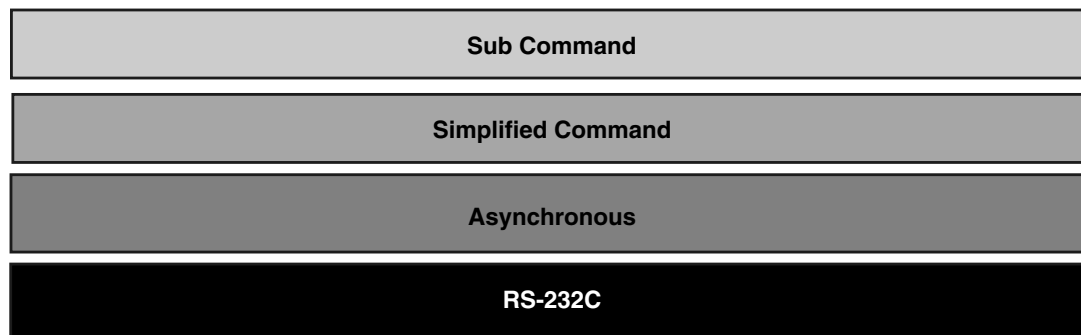 Sub Command
Simplified Command
Asynchronous
RS-232C